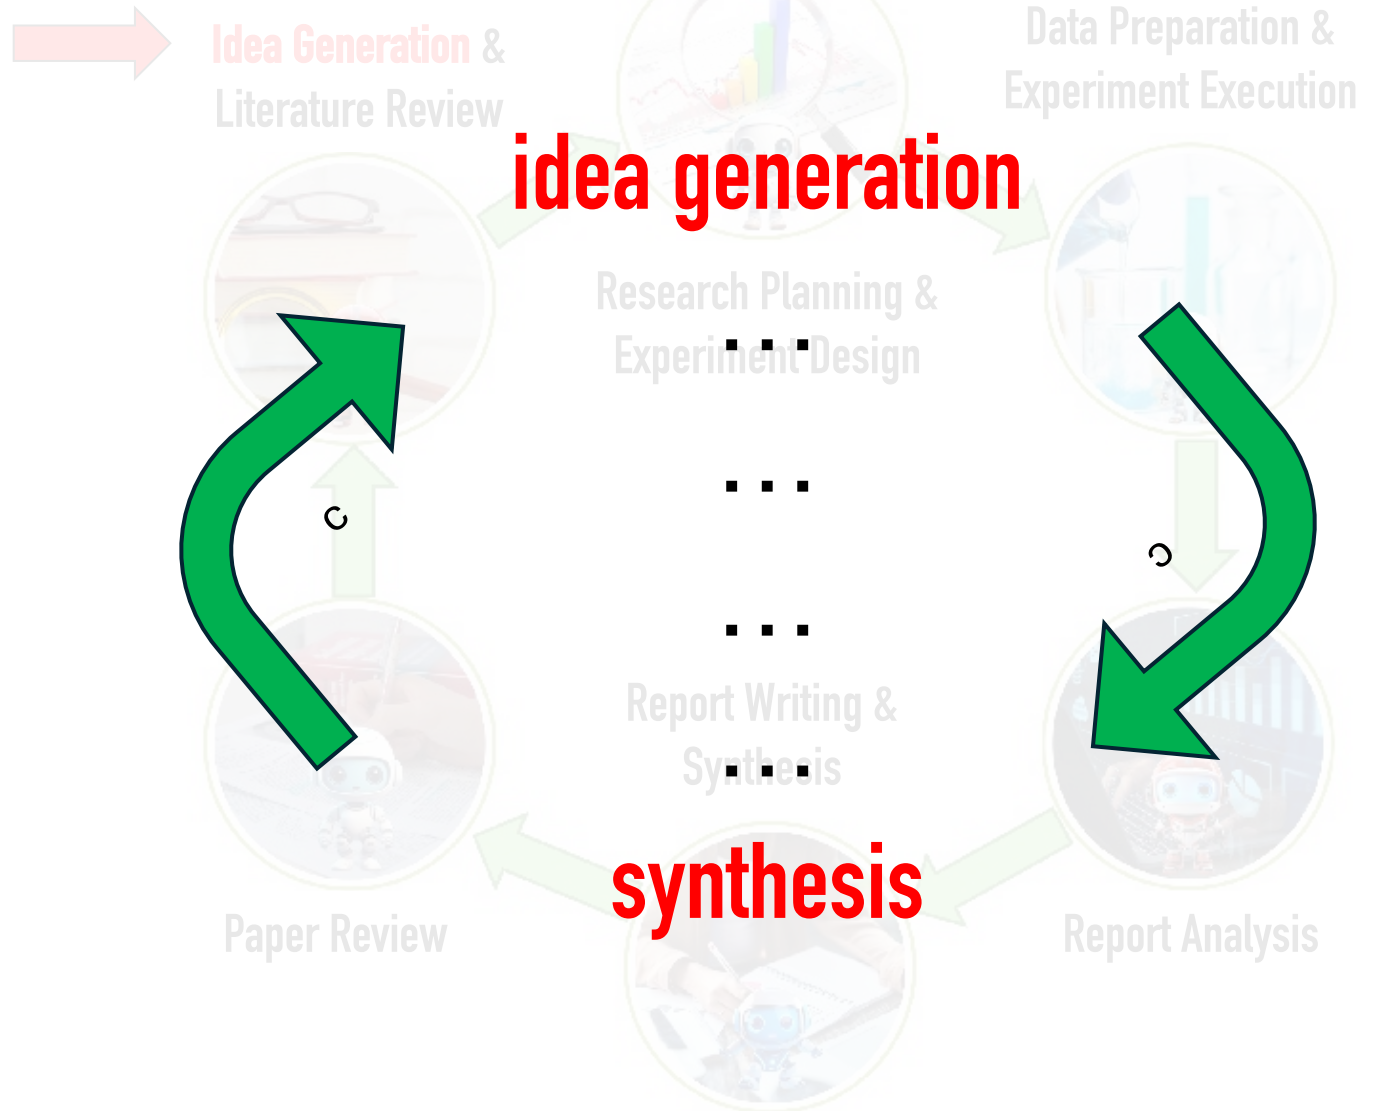 Idea Generation &
Literature Review
Data Preparation &
Experiment Execution
idea generation
Research Planning &
Experiment Design
...
...
...
Report Writing &
Synthesis
...
synthesis
Paper Review
Report Analysis
c
c